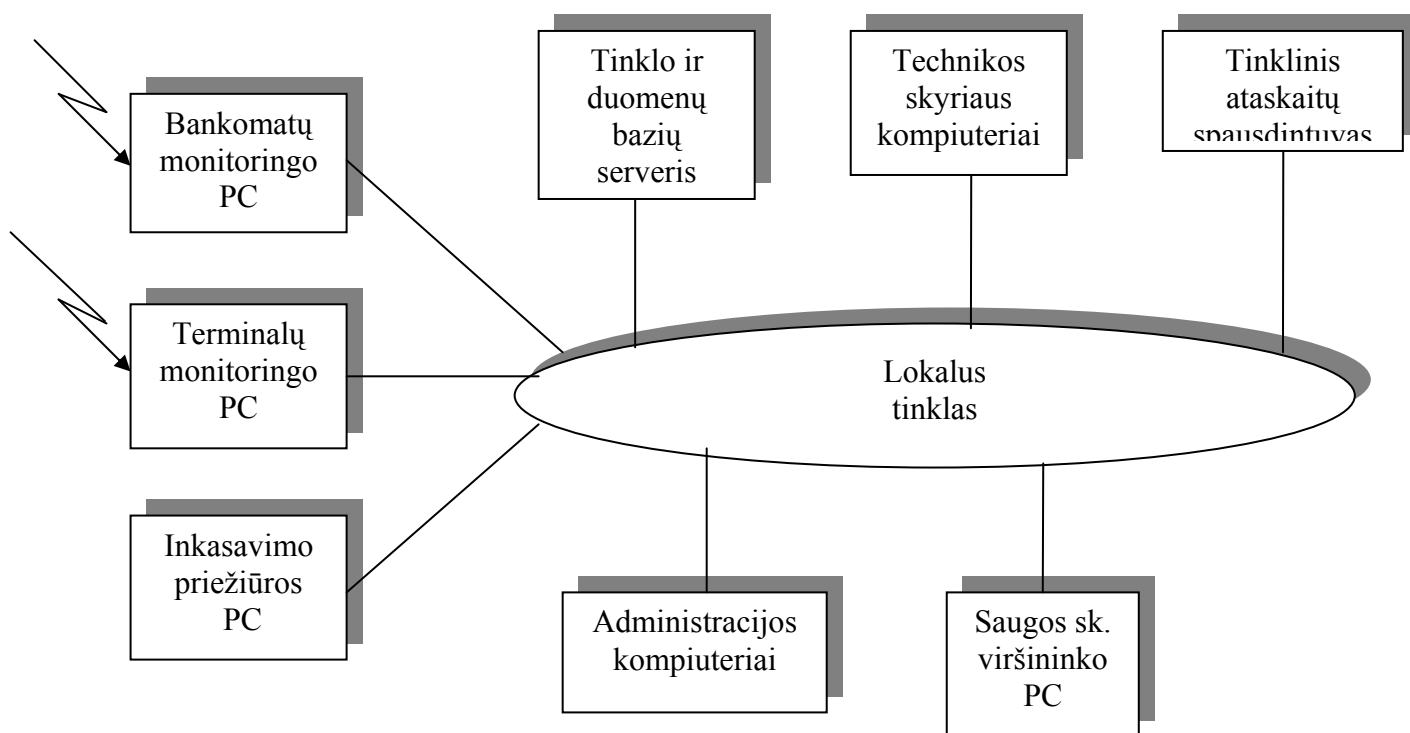 Tinklo ir
duomenų
bazių
serveris
Technikos
skyriaus
kompiuteriai
Tinklinis
ataskaitų
spausdintuvas
Bankomatų
monitoringo
PC
Terminalų
monitoringo
PC
Lokalus
tinklas
Inkasavimo
priežiūros
PC
Administracijos
kompiuteriai
Saugos sk.
viršininko
PC